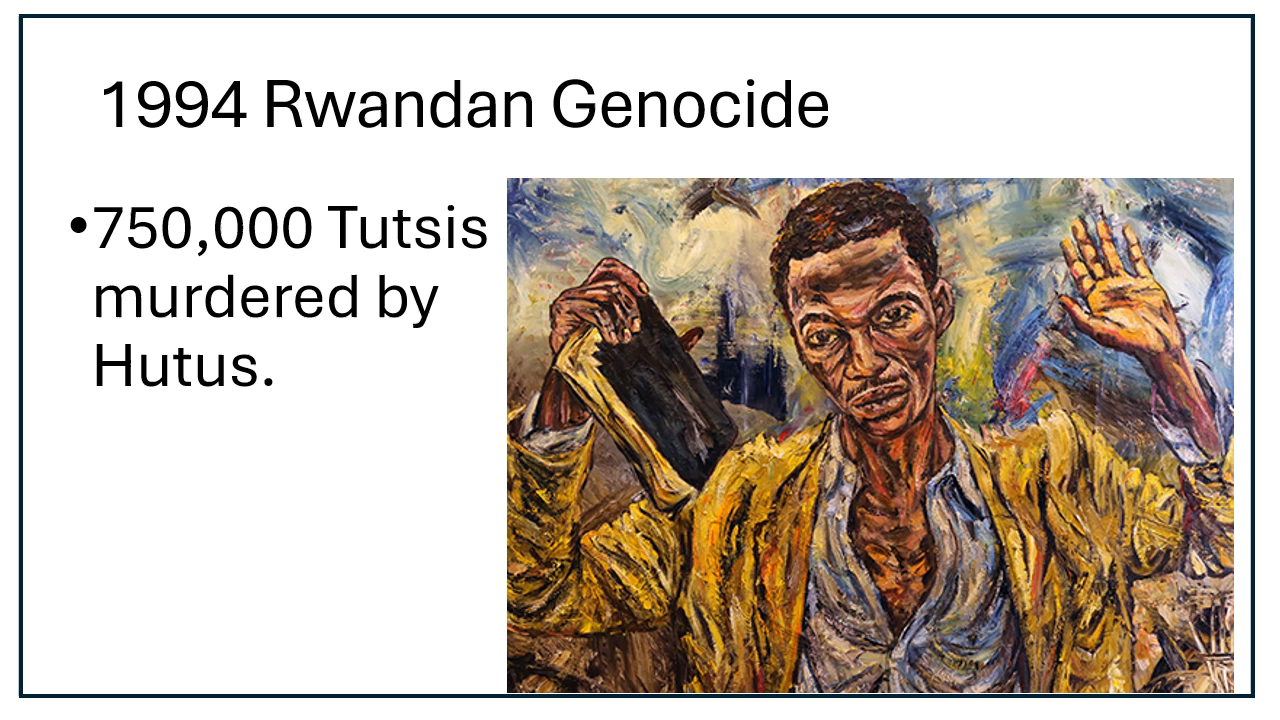 1994 Rwandan Genocide
•750,000 Tutsis
murdered by
Hutus.